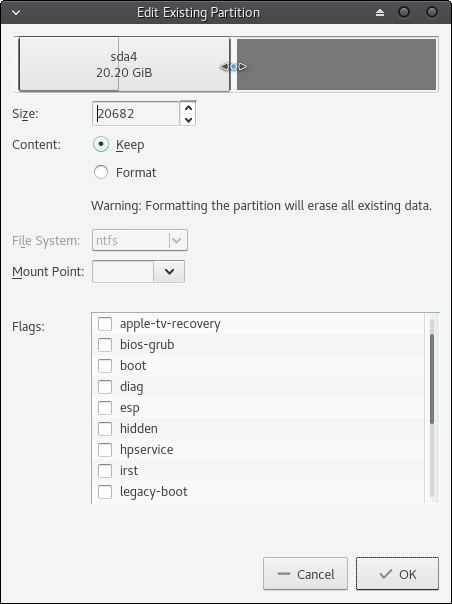 Edit Existing Partition
sda4
20.20 GiB
Size: 20682
Content: Keep
Format
Warning: Formatting the partition will erase all existing data.
File System: ntfs
Mount Point:
Flags: apple-tv-recovery
bios-grub
boot
diag
esp
hidden
hpservice
irst
legacy-boot
Cancel OK